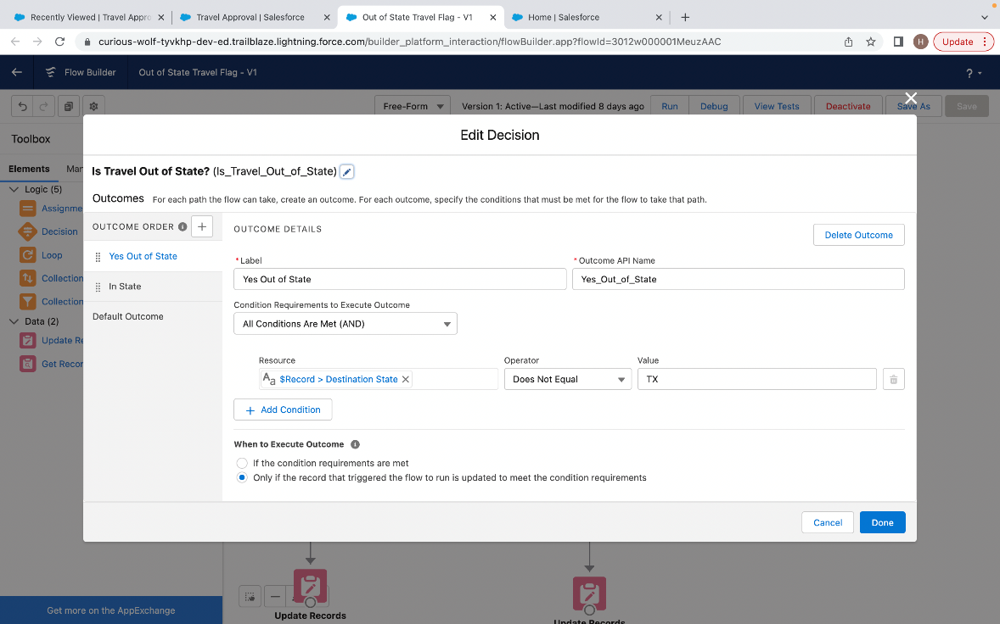 Recently Viewed | Travel Appro
Travel Approval | Salesforce
Out of State Travel Flag - V1
Home | Salesforce
curious-wolf-tyvkhp-dev-ed.trailblaze.lightning.force.com/builder_platform_interaction/flowBuilder.app?flowId=3012w000001MeuzAAC
H
Update
Flow Builder
Out of State Travel Flag - V1
?
Free-Form
Version 1: Active—Last modified 8 days ago
Run
Debug
View Tests
Deactivate
Save As
Save
Toolbox
Elements
Man
Logic (5)
Assignme
Decision
Loop
Collection
Collection
Data (2)
Update Re
Get Recor
Get more on the AppExchange
Edit Decision
Is Travel Out of State? (Is_Travel_Out_of_State)
Outcomes For each path the flow can take, create an outcome. For each outcome, specify the conditions that must be met for the flow to take that path.
OUTCOME ORDER
Yes Out of State
In State
Default Outcome
OUTCOME DETAILS
Delete Outcome
* Label
* Outcome API Name
Yes Out of State
Yes_Out_of_State
Condition Requirements to Execute Outcome
All Conditions Are Met (AND)
Resource
Operator
Value
Aa $Record > Destination State
Does Not Equal
TX
+ Add Condition
When to Execute Outcome
If the condition requirements are met
Only if the record that triggered the flow to run is updated to meet the condition requirements
Cancel
Done
Update Records
Update Records